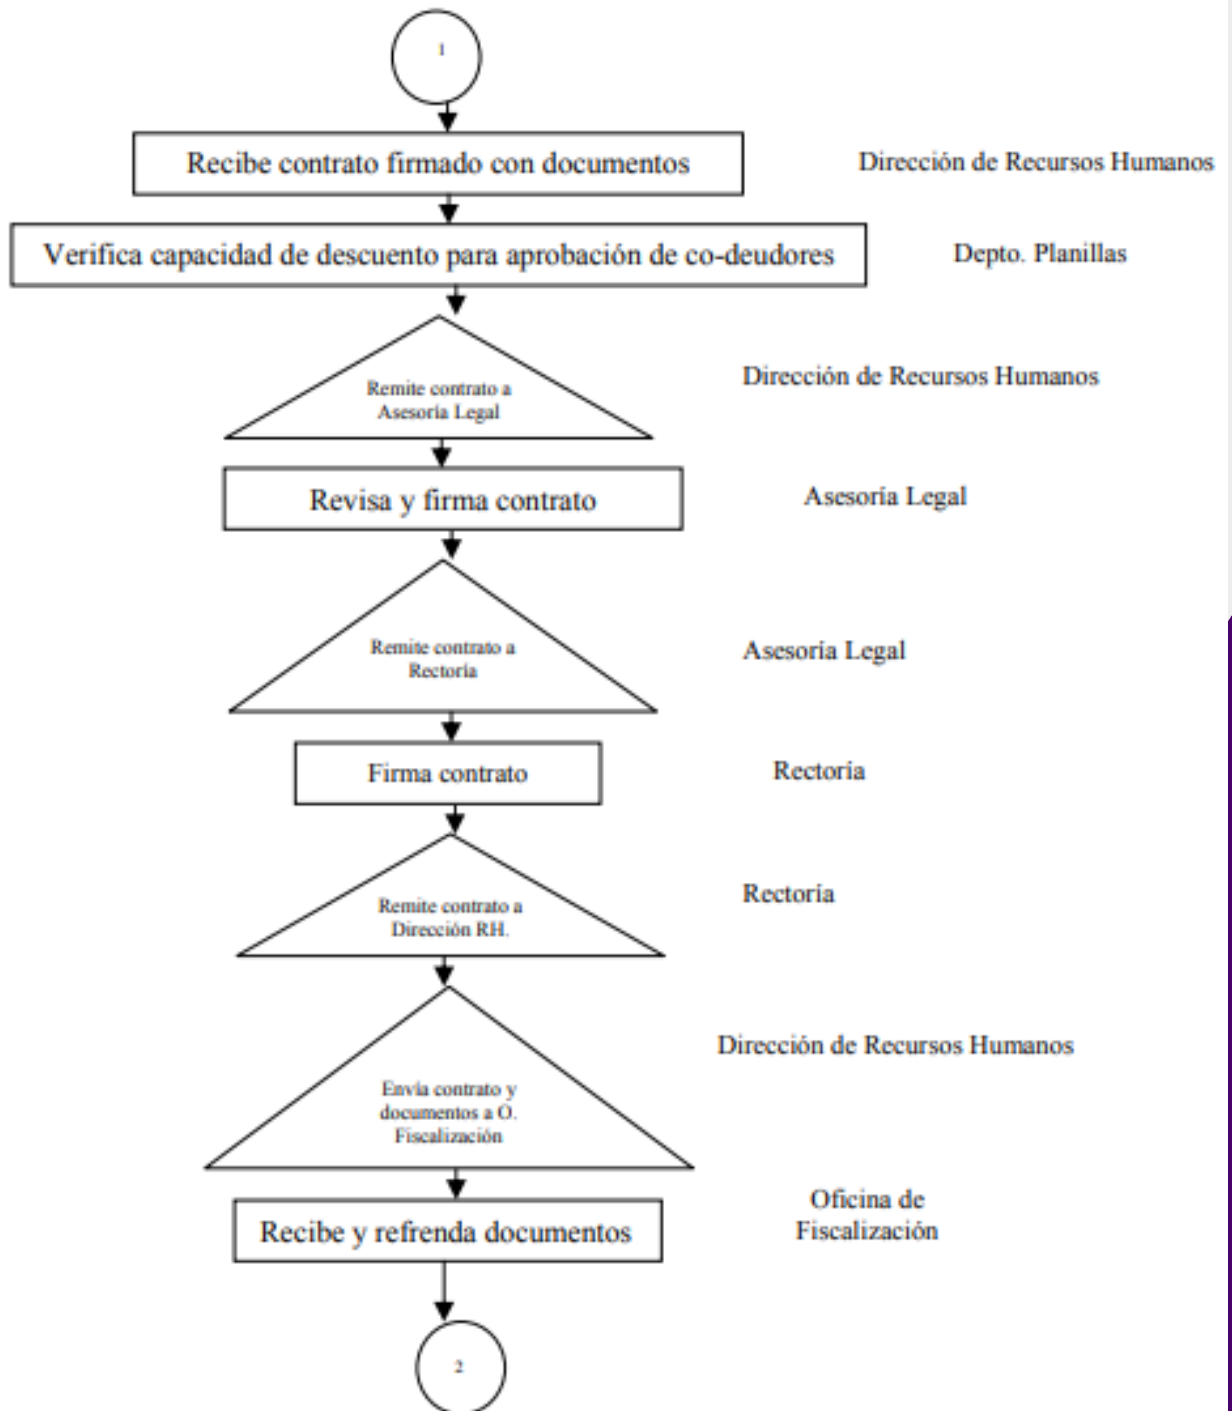 1
Recibe contrato firmado con documentos
Dirección de Recursos Humanos
Verifica capacidad de descuento para aprobación de co-deudores
Depto. Planillas
Remite contrato a
Asesoría Legal
Dirección de Recursos Humanos
Revisa y firma contrato
Asesoría Legal
Remite contrato a
Rectoría
Asesoría Legal
Firma contrato
Rectoría
Remite contrato a
Dirección RH.
Rectoría
Envía contrato y
documentos a O.
Fiscalización
Dirección de Recursos Humanos
Recibe y refrenda documentos
Oficina de
Fiscalización
2